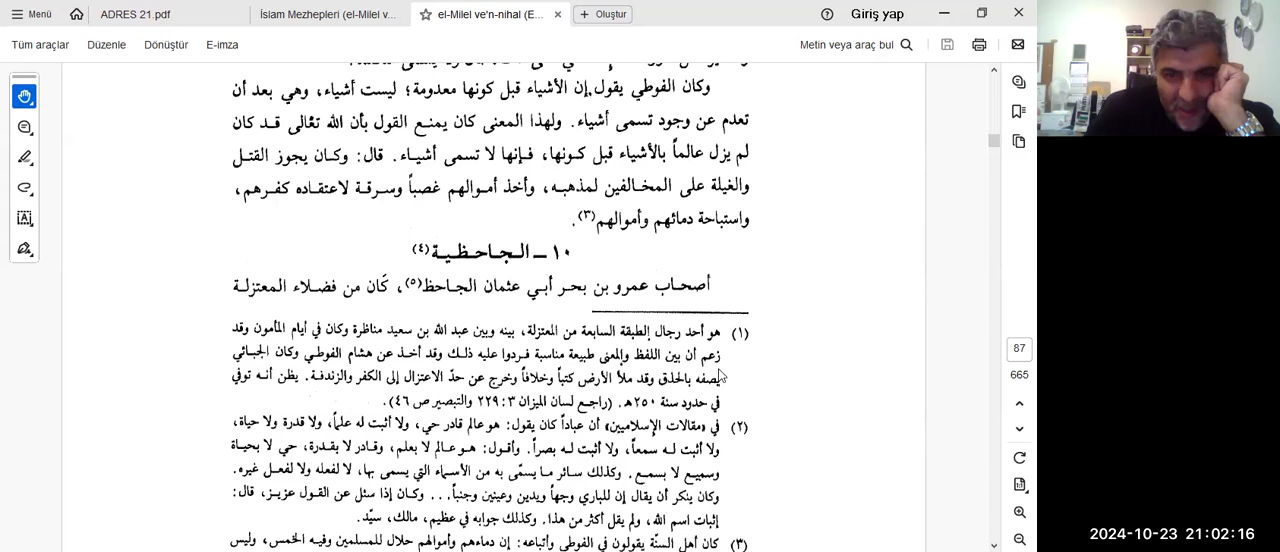 Menü
ADRES 21.pdf
İslam Mezhepleri (el-Milel v...
el-Milel ve'n-nihal (E...
Oluştur
Giriş yap
Tüm araçlar
Düzenle
Dönüştür
E-imza
Metin veya araç bul
وكان الفوطي يقول إن الأشياء قبل كونها معدومة؛ ليست أشياء، وهي بعد أن
تعدم عن وجود تسمى أشياء. ولهذا المعنى كان يمنع القول بأن الله تعالى قد كان
لم يزل عالماً بالأشياء قبل كونها، فإنها لا تسمى أشياء. قال: وكان يجوز القتل
والغيلة على المخالفين لمذهبه، وأخذ أموالهم غصباً وسرقة لاعتقاده كفرهم،
واستباحة دمائهم وأموالهم(٣).
١٠ ــ الجاحظية(٤)
أصحاب عمرو بن بحر أبي عثمان الجاحظ(٥)، كان من فضلاء المعتزلة
(١) هو أحد رجال الطبقة السابعة من المعتزلة، بينه وبين عبد الله بن سعيد مناظرة وكان في أيام المأمون وقد
زعم أن بين اللفظ والمعنى طبيعة مناسبة فردوا عليه ذلك وقد أخذ عن هشام الفوطي وكان الجبائي
يصفه بالحذق وقد ملأ الأرض كتباً وخلافاً وخرج عن حدّ الاعتزال إلى الكفر والزندقة. يظن أنه توفي
في حدود سنة ٢٥٠هـ. (راجع لسان الميزان ٣: ٢٢٩ والتبصير ص ٤٦).
(٢) في «مقالات الإسلاميين» أن عباداً كان يقول: هو عالم قادر حي، ولا أثبت له علماً، ولا قدرة ولا حياة،
ولا أثبت له سمعاً، ولا أثبت له بصراً. وأقول: هو عالم لا بعلم، وقادر لا بقدرة، حي لا بحياة
وسميع لا بسمع. وكذلك سائر ما يسمّى به من الأسماء التي يسمى بها، لا لفعله ولا لفعل غيره.
وكان ينكر أن يقال إن للباري وجهاً ويدين وعينين وجنباً... وكان إذا سئل عن القول عزيز، قال:
إثبات اسم الله، ولم يقل أكثر من هذا. وكذلك جوابه في عظيم، مالك، سيّد.
(٣) كان أهل السنّة يقولون في الفوطي وأتباعه: إن دماءهم وأموالهم حلال للمسلمين وفيه الخمس، وليس
87
665
2024-10-23 21:02:16